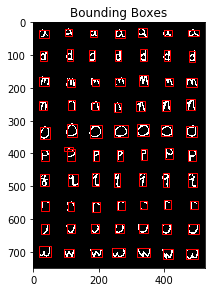 Bounding Boxes
0
a a a a a a a
100 d d d d d d d
m m m m m m m
200
n n n n n n n
300
o o o o o o o
400 p p p p p p p
500
600
u u u u u u u
700 w w w w w w w
0 200 400